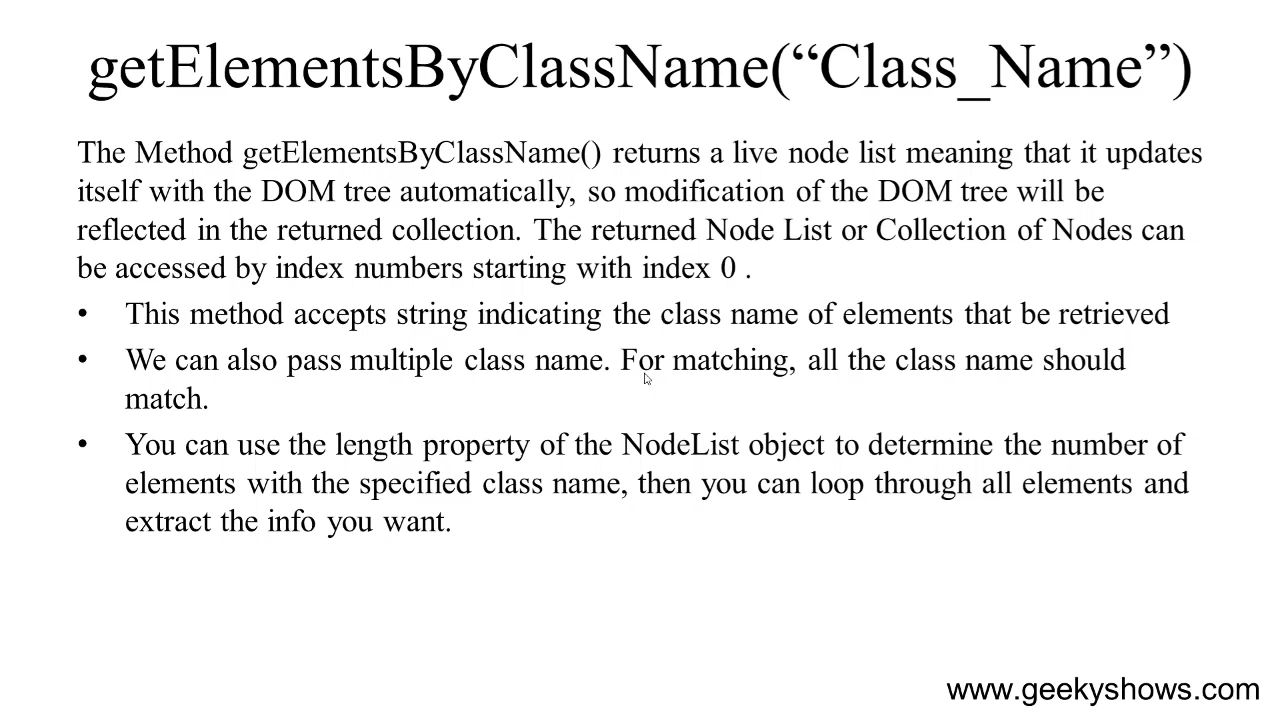 getElementsByClassName(“Class_Name”)
The Method getElementsByClassName() returns a live node list meaning that it updates
itself with the DOM tree automatically, so modification of the DOM tree will be
reflected in the returned collection. The returned Node List or Collection of Nodes can
be accessed by index numbers starting with index 0 .
• This method accepts string indicating the class name of elements that be retrieved
• We can also pass multiple class name. For matching, all the class name should
match.
• You can use the length property of the NodeList object to determine the number of
elements with the specified class name, then you can loop through all elements and
extract the info you want.
www.geekyshows.com